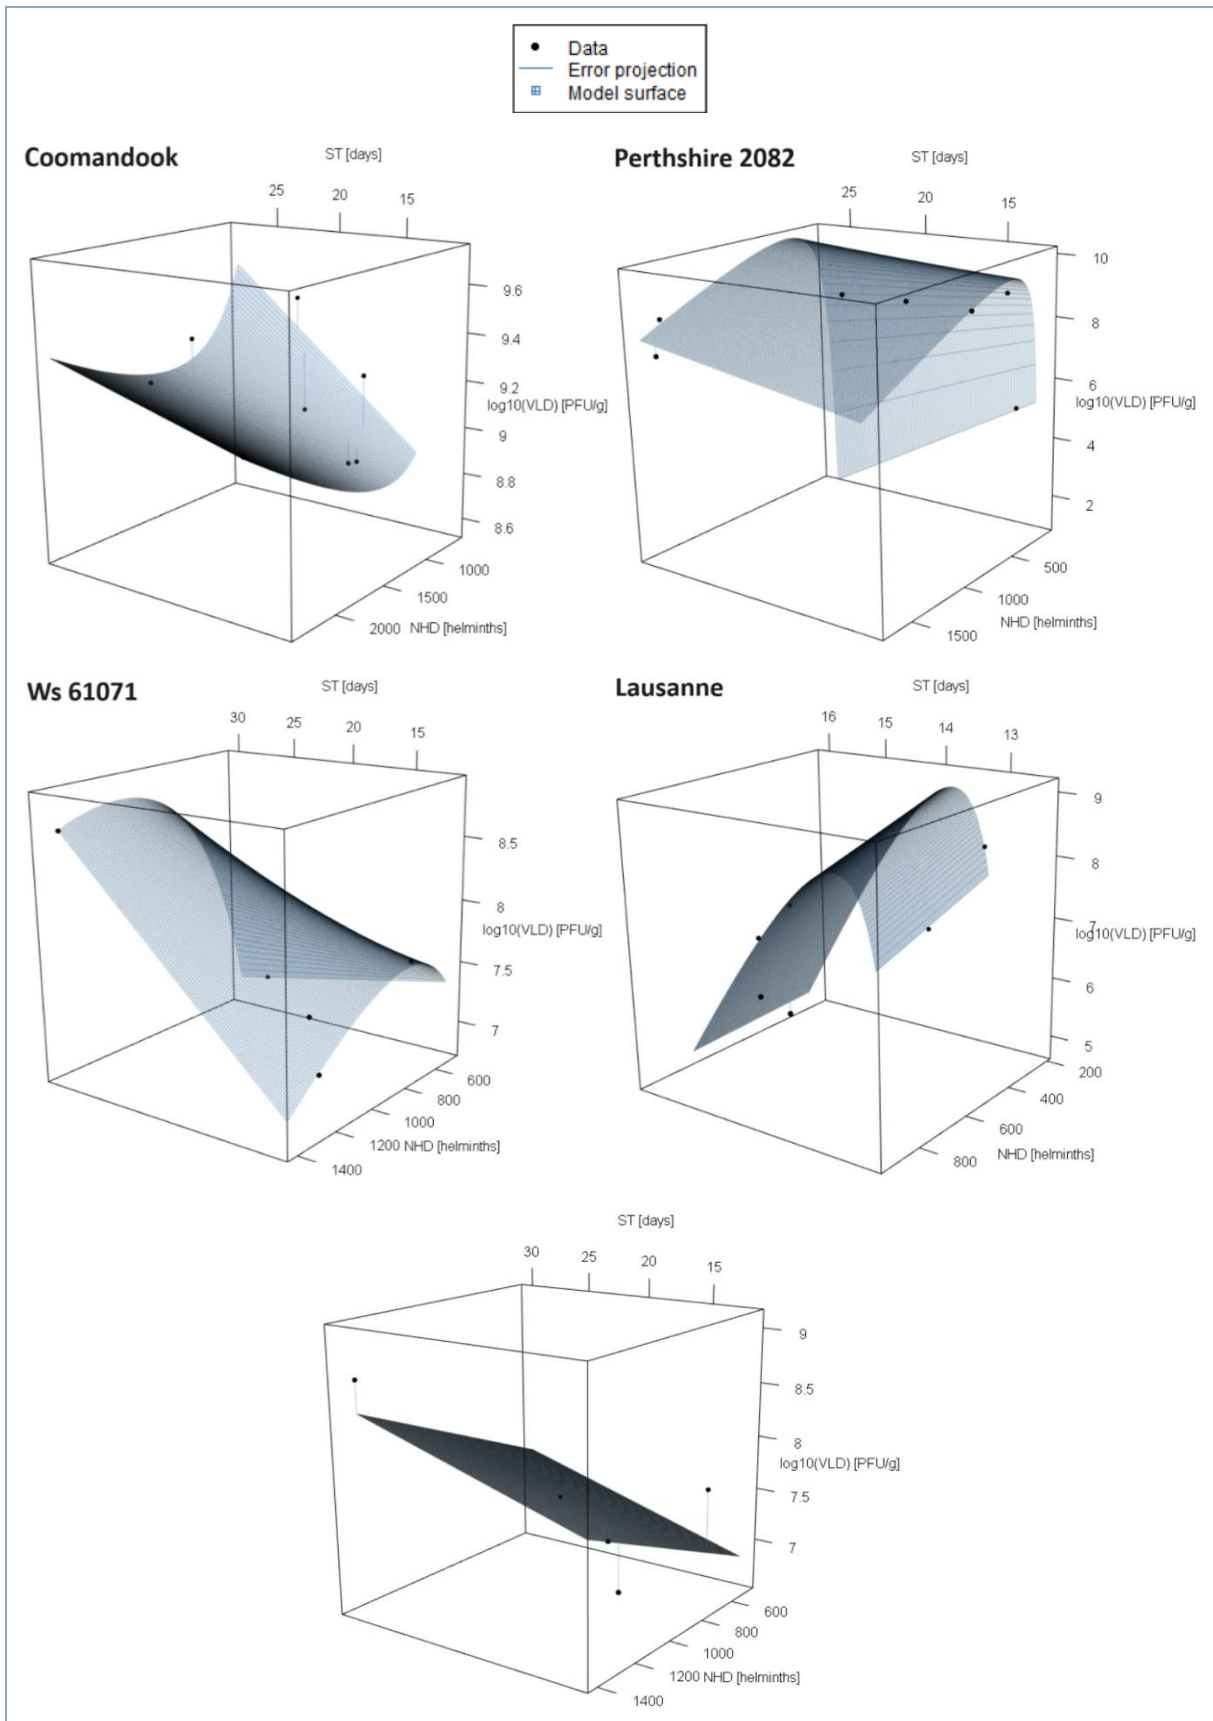 Data
Error projection
Model surface
Coomandook
ST [days]
25
20
15
9.6
9.4
9.2
log10(VLD) [PFU/g]
9
8.8
8.6
1000
1500
2000 NHD [helminths]
Perthshire 2082
ST [days]
25
20
15
10
8
6
log10(VLD) [PFU/g]
4
2
500
1000
NHD [helminths]
1500
Ws 61071
ST [days]
30
25
20
15
8.5
8
log10(VLD) [PFU/g]
7.5
7
600
800
1000
1200 NHD [helminths]
1400
Lausanne
ST [days]
16
15
14
13
9
8
7
log10(VLD) [PFU/g]
6
5
200
400
600
NHD [helminths]
800
ST [days]
30
25
20
15
9
8.5
8
log10(VLD) [PFU/g]
7.5
7
600
800
1000
1200 NHD [helminths]
1400